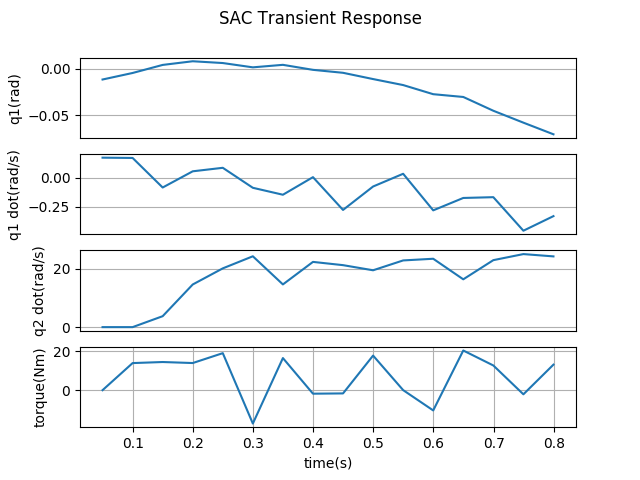 SAC Transient Response
q1(rad)
0.00
−0.05
q1 dot(rad/s)
0.00
−0.25
q2 dot(rad/s)
20
0
torque(Nm)
20
0
0.1 0.2 0.3 0.4 0.5 0.6 0.7 0.8
time(s)